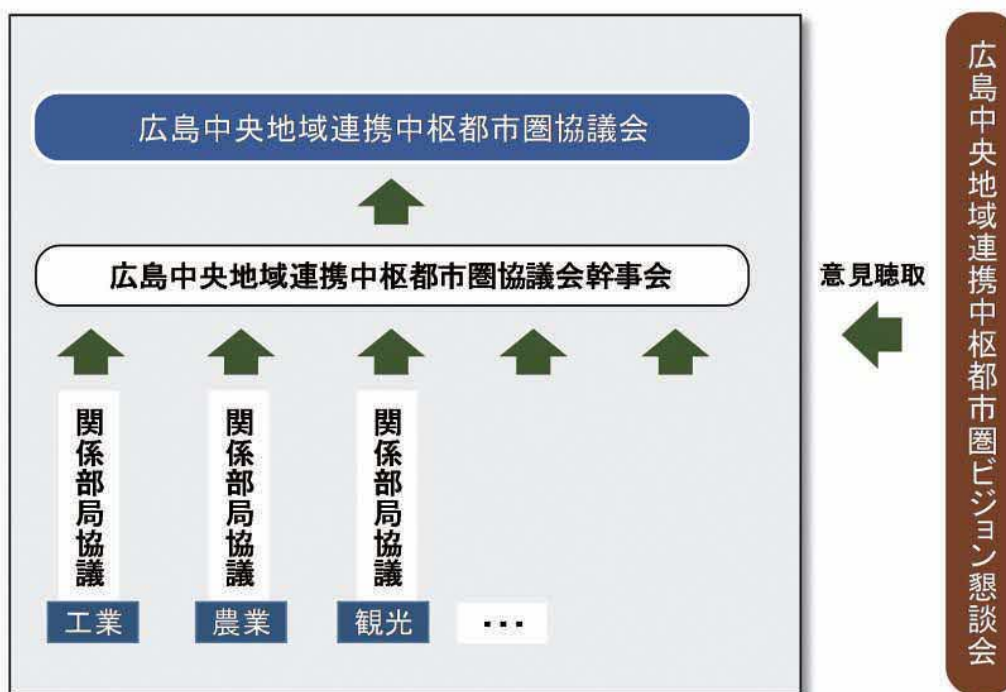 広島中央地域連携中枢都市圏協議会
広島中央地域連携中枢都市圏協議会幹事会
関係部局協議
関係部局協議
関係部局協議
工業
農業
観光
...
意見聴取
広島中央地域連携中枢都市圏ビジョン懇談会